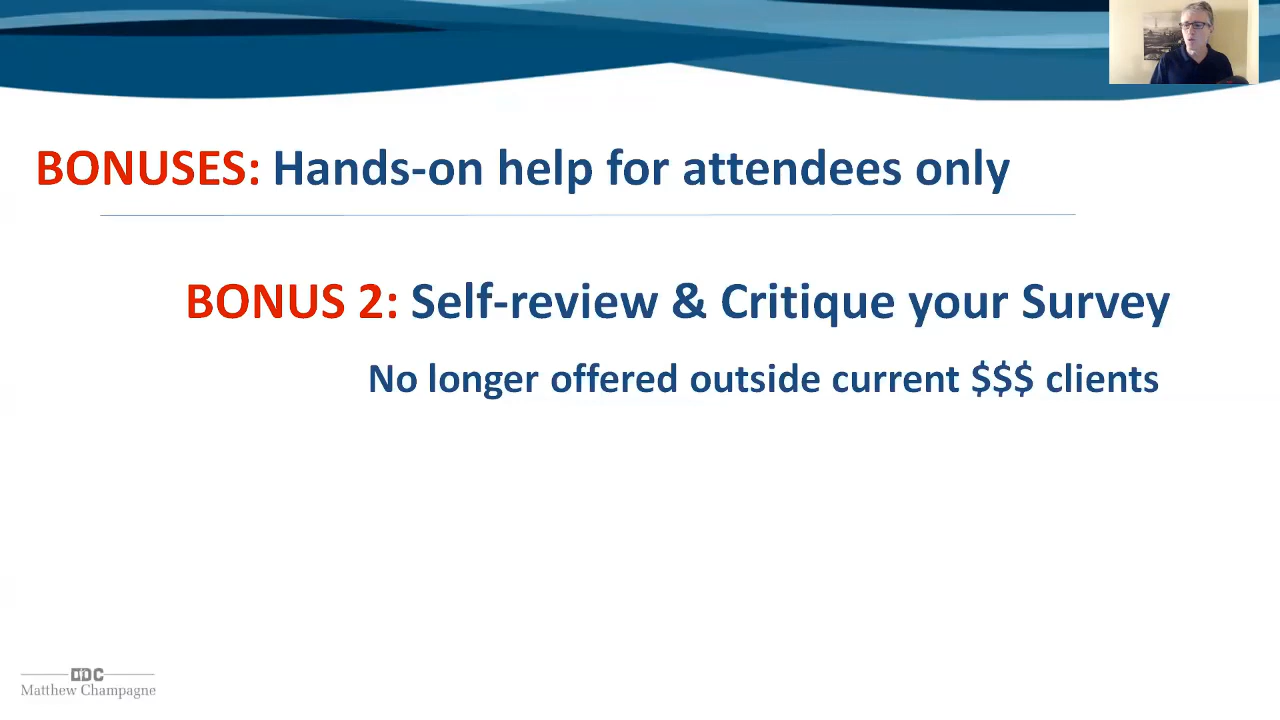 BONUSES: Hands-on help for attendees only
BONUS 2: Self-review & Critique your Survey
No longer offered outside current $$$ clients
Matthew Champagne